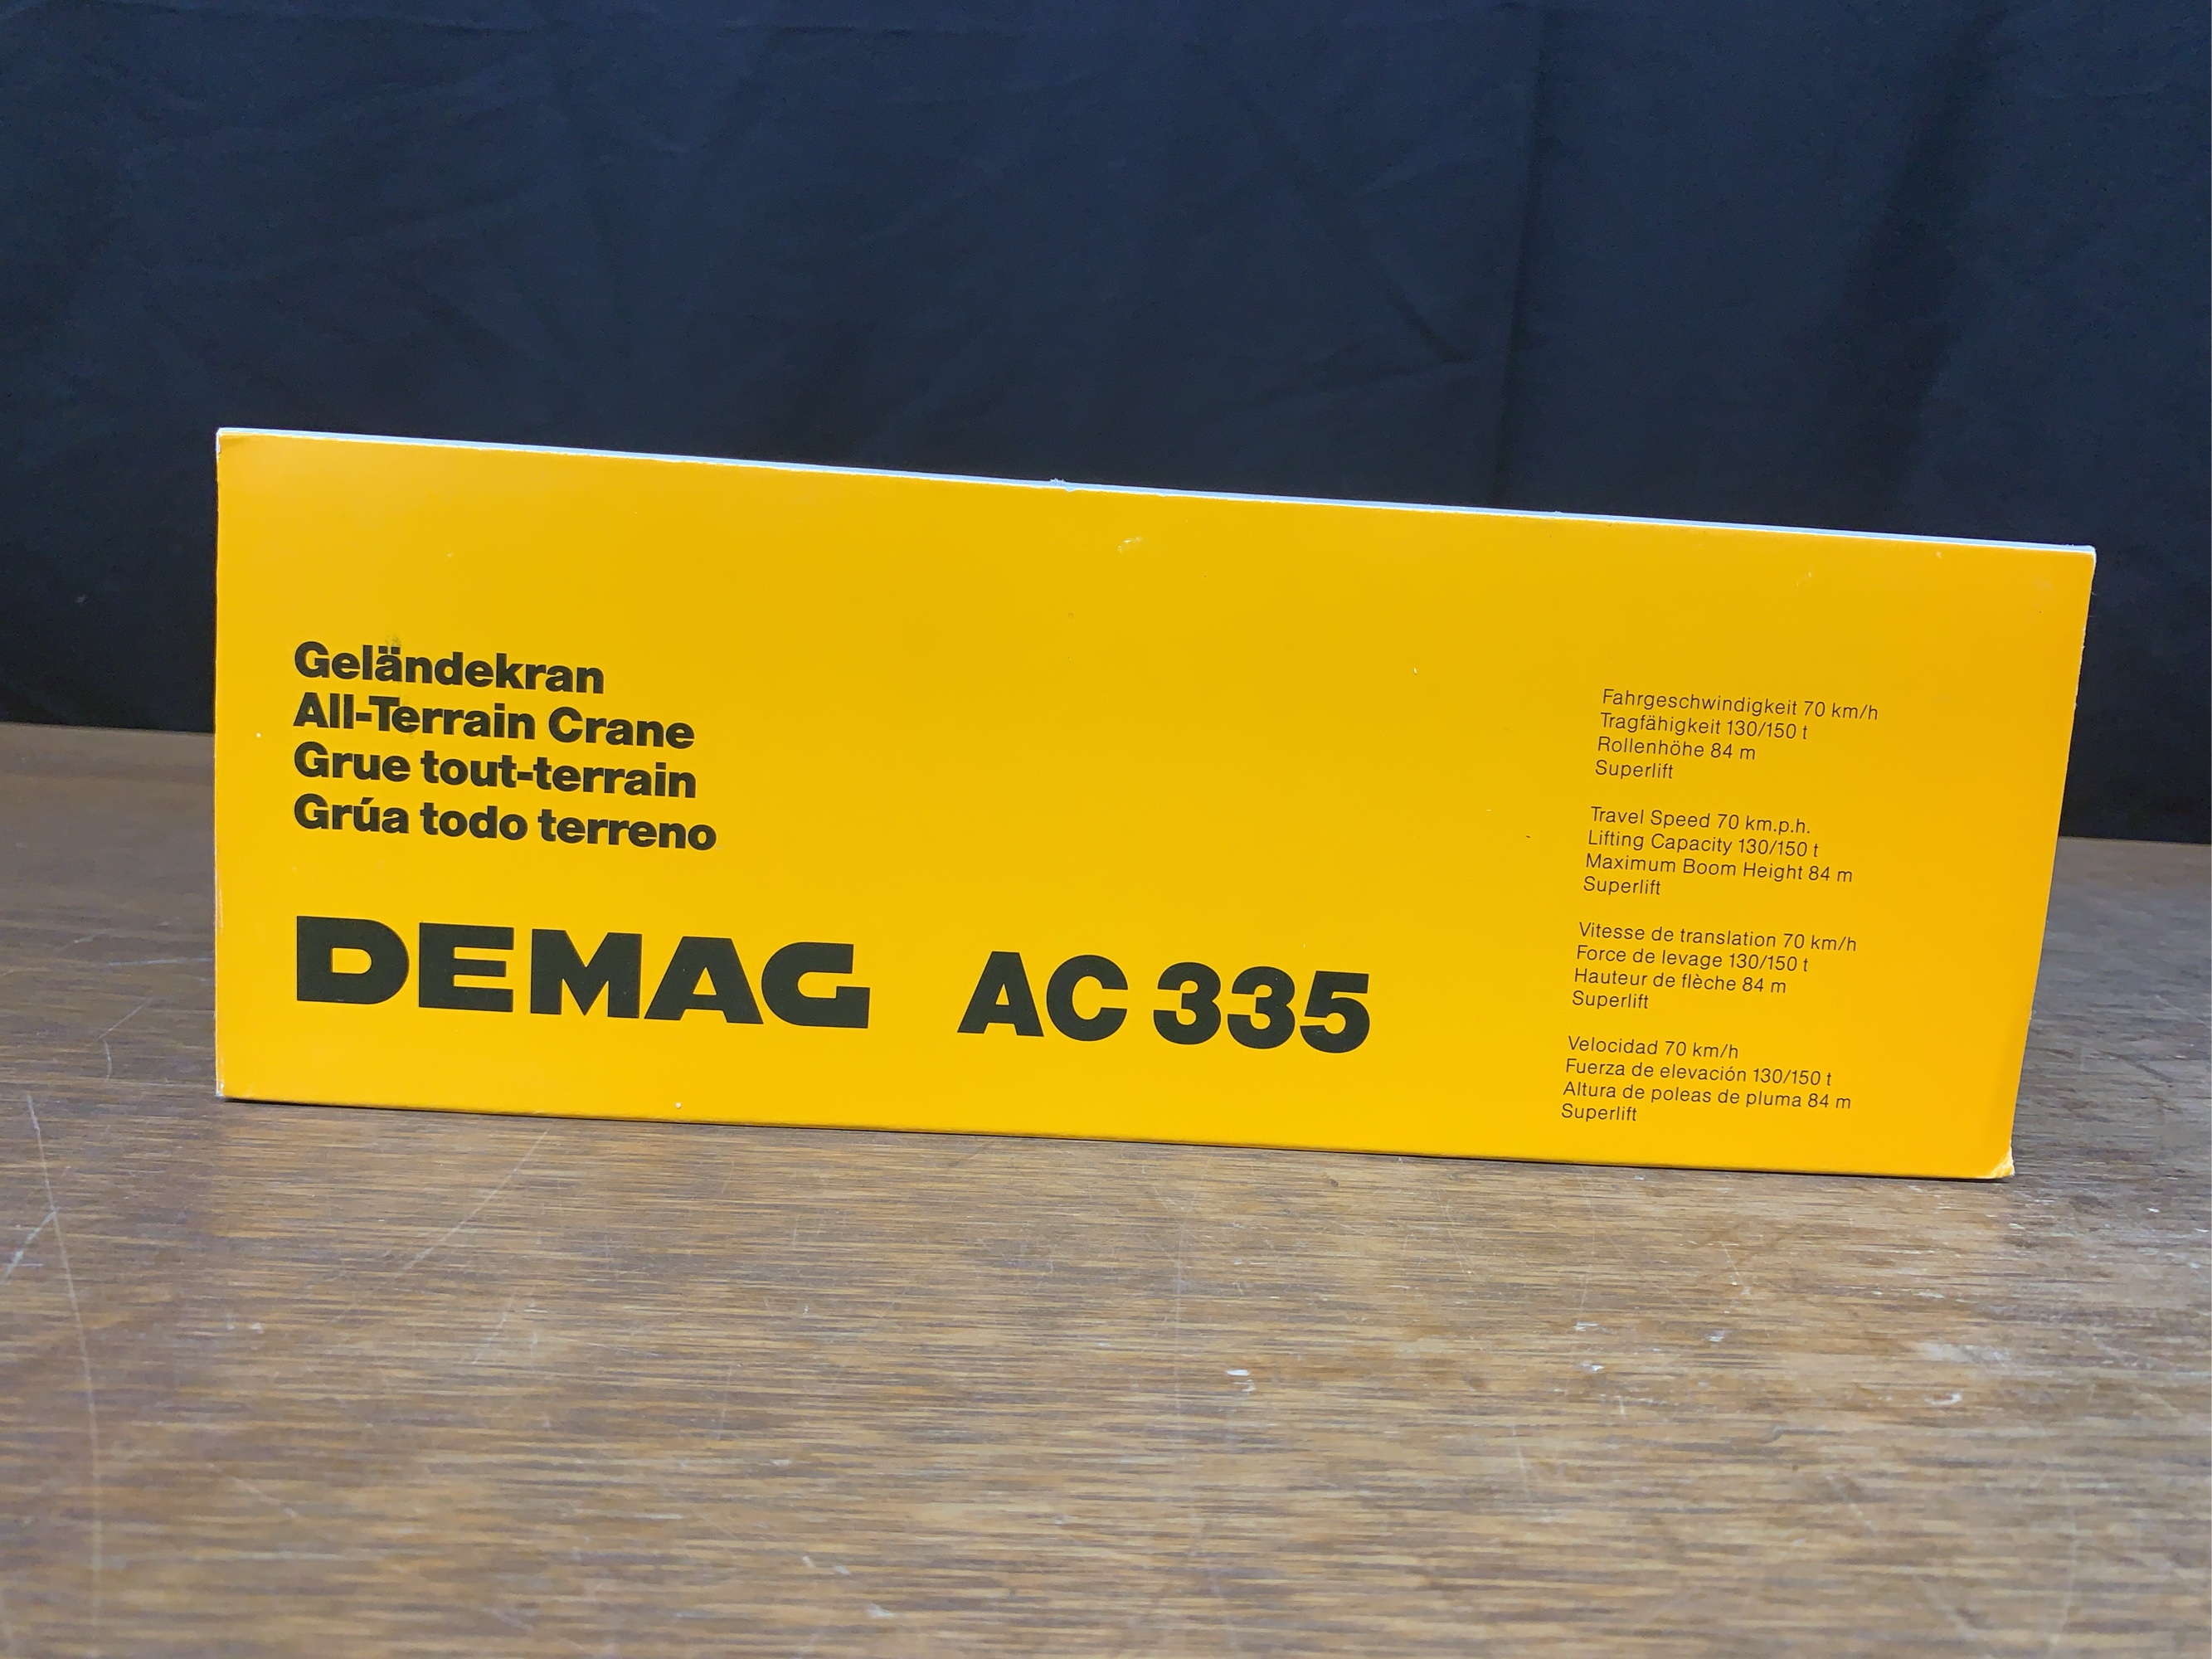 Geländekran
All-Terrain Crane
Grue tout-terrain
Grúa todo terreno
DEMAG AC 335
Fahrgeschwindigkeit 70 km/h
Tragfähigkeit 130/150 t
Rollenhöhe 84 m
Superlift
Travel Speed 70 km.p.h.
Lifting Capacity 130/150 t
Maximum Boom Height 84 m
Superlift
Vitesse de translation 70 km/h
Force de levage 130/150 t
Hauteur de flèche 84 m
Superlift
Velocidad 70 km/h
Fuerza de elevación 130/150 t
Altura de poleas de pluma 84 m
Superlift